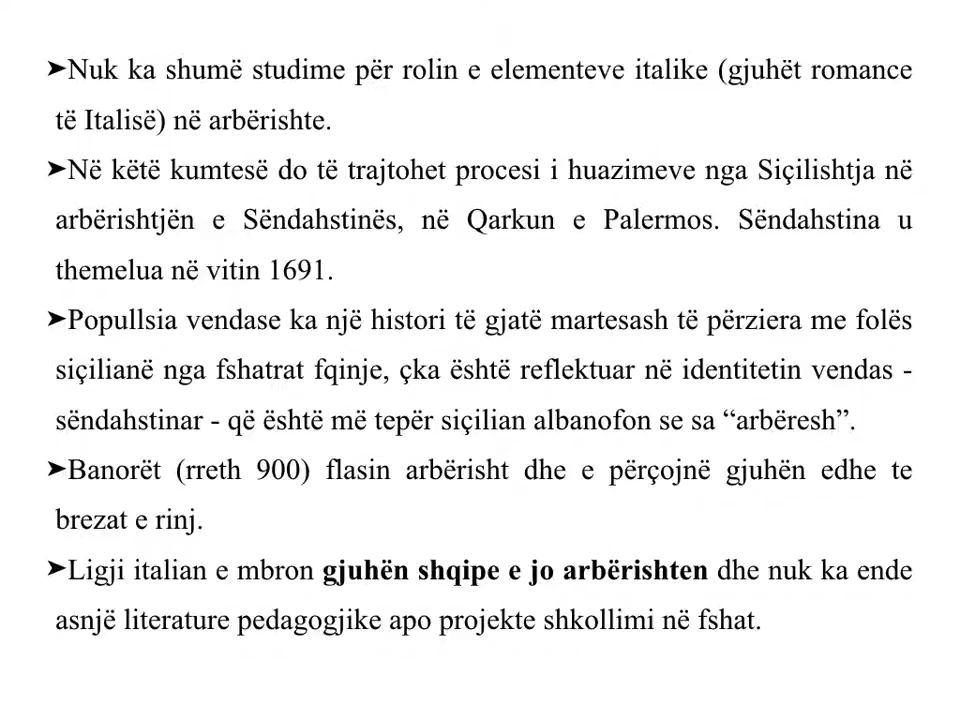 ➤Nuk ka shumë studime për rolin e elementeve italike (gjuhët romance
të Italisë) në arbërishte.
➤Në këtë kumtesë do të trajtohet procesi i huazimeve nga Siçilishtja në
arbërishtjën e Sëndahstinës, në Qarkun e Palermos. Sëndahstina u
themelua në vitin 1691.
➤Popullsia vendase ka një histori të gjatë martesash të përziera me folës
siçilianë nga fshatrat fqinje, çka është reflektuar në identitetin vendas -
sëndahstinar - që është më tepër siçilian albanofon se sa “arbëresh”.
➤Banorët (rreth 900) flasin arbërisht dhe e përçojnë gjuhën edhe te
brezat e rinj.
➤Ligji italian e mbron gjuhën shqipe e jo arbërishten dhe nuk ka ende
asnjë literature pedagogjike apo projekte shkollimi në fshat.